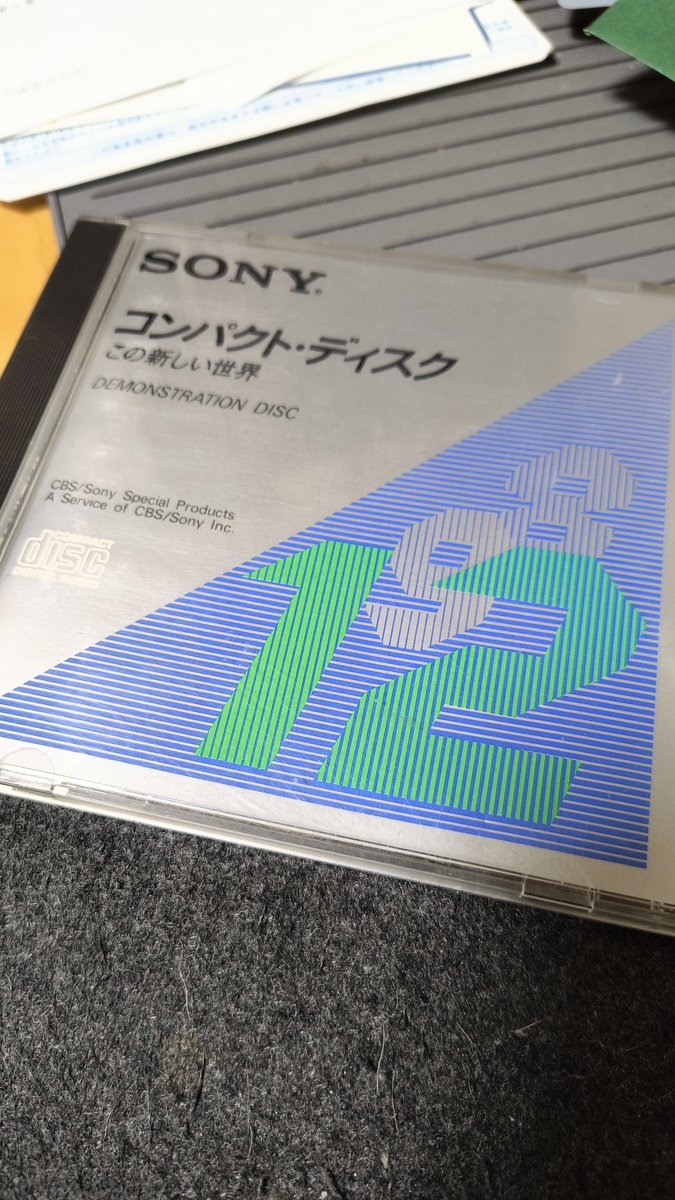 SONY®
コンパクト・ディスク
この新しい世界
DEMONSTRATION DISC
CBS/Sony Special Products
A Service of CBS/Sony Inc.
COMPACT
disc
DIGITAL AUDIO
12